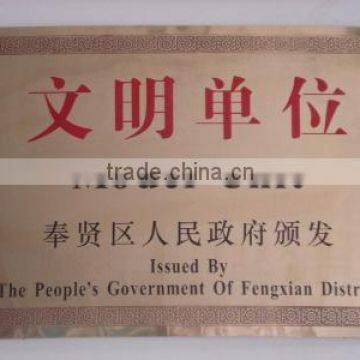 文明单位
trade.china.cn
奉贤区人民政府颁发
Issued By
The People's Government Of Fengxian Distr